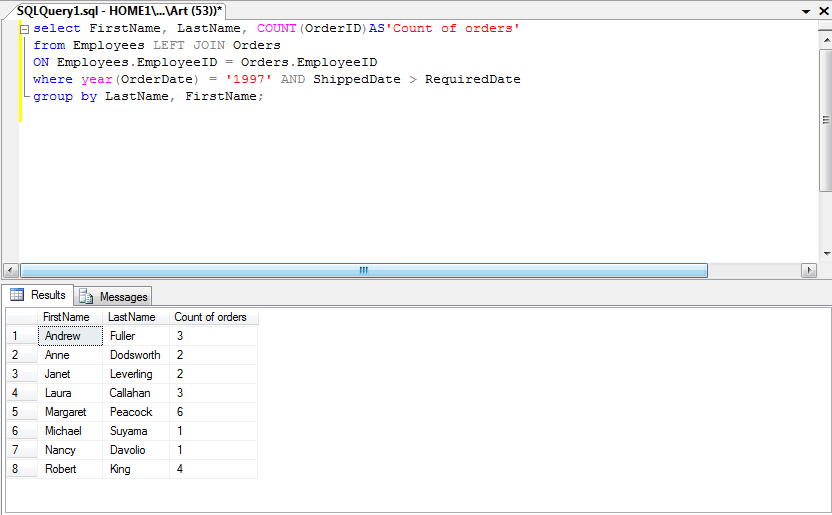 SQLQuery1.sql - HOME1\...\Art (53))*
select FirstName, LastName, COUNT(OrderID)AS'Count of orders'
from Employees LEFT JOIN Orders
ON Employees.EmployeeID = Orders.EmployeeID
where year(OrderDate) = '1997' AND ShippedDate > RequiredDate
group by LastName, FirstName;
Results Messages
FirstName LastName Count of orders
1 Andrew Fuller 3
2 Anne Dodsworth 2
3 Janet Leverling 2
4 Laura Callahan 3
5 Margaret Peacock 6
6 Michael Suyama 1
7 Nancy Davolio 1
8 Robert King 4